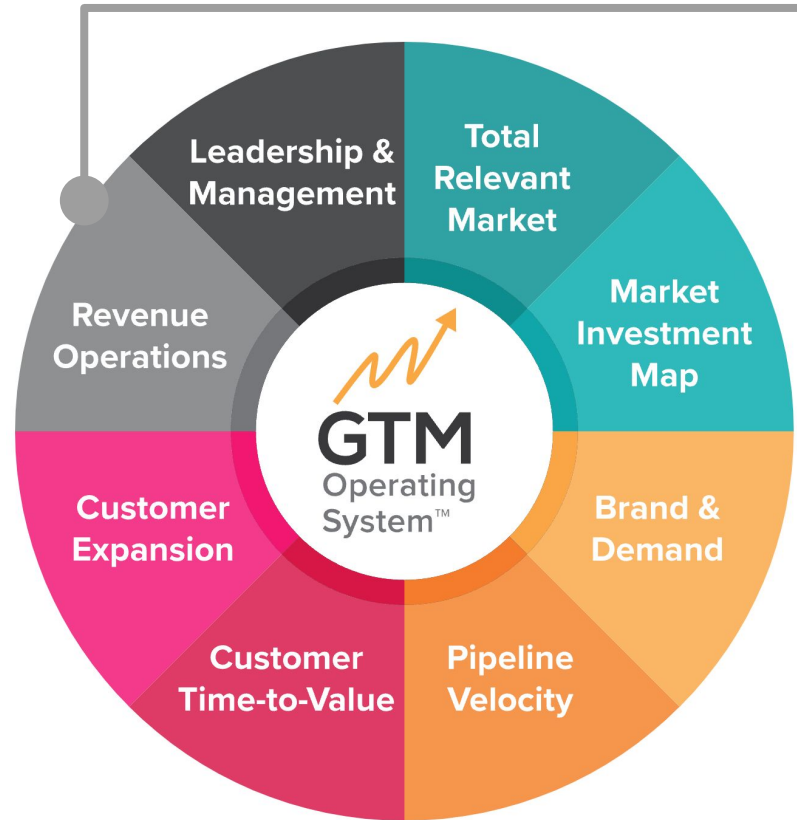 Leadership &
Management
Total
Relevant
Market
Market
Investment
Map
Revenue
Operations
GTM
Operating
System™
Customer
Expansion
Brand &
Demand
Customer
Time-to-Value
Pipeline
Velocity